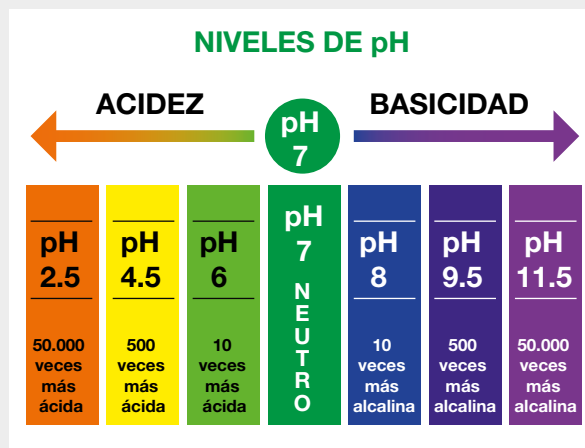 NIVELES DE pH
ACIDEZ
BASICIDAD
pH
7
pH
2.5
50.000
veces
más
ácida
pH
4.5
500
veces
más
ácida
pH
6
10
veces
más
ácida
pH
7
N
E
U
T
R
O
pH
8
10
veces
más
alcalina
pH
9.5
500
veces
más
alcalina
pH
11.5
50.000
veces
más
alcalina